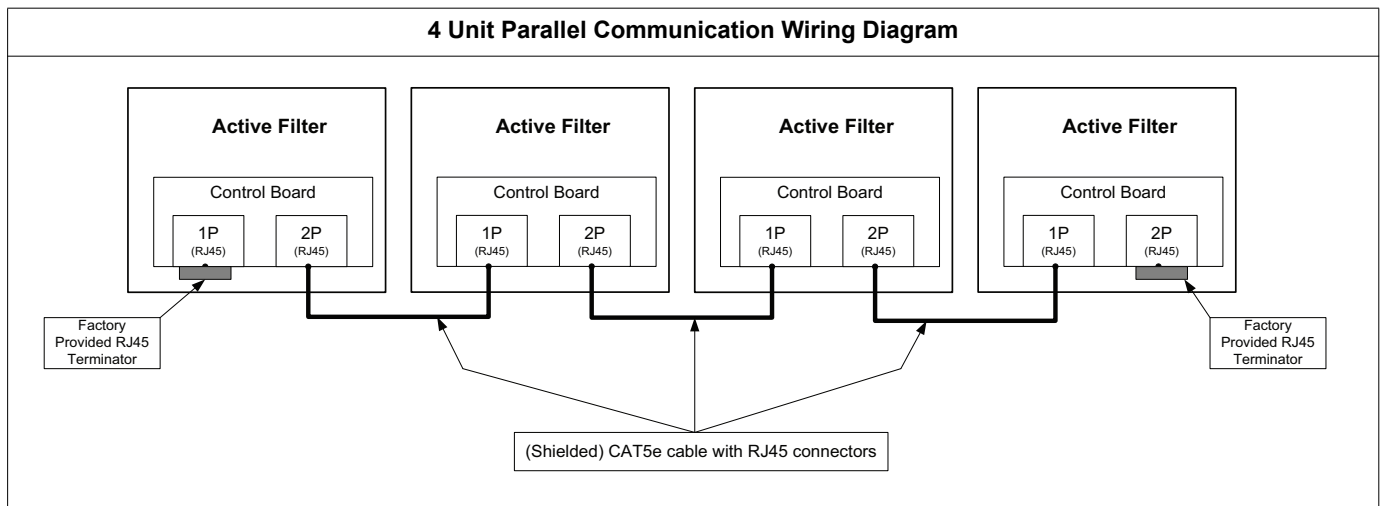 4 Unit Parallel Communication Wiring Diagram
Active Filter
Control Board
1P
(RJ45)
2P
(RJ45)
Active Filter
Control Board
1P
(RJ45)
2P
(RJ45)
Active Filter
Control Board
1P
(RJ45)
2P
(RJ45)
Active Filter
Control Board
1P
(RJ45)
2P
(RJ45)
Factory
Provided RJ45
Terminator
Factory
Provided RJ45
Terminator
(Shielded) CAT5e cable with RJ45 connectors